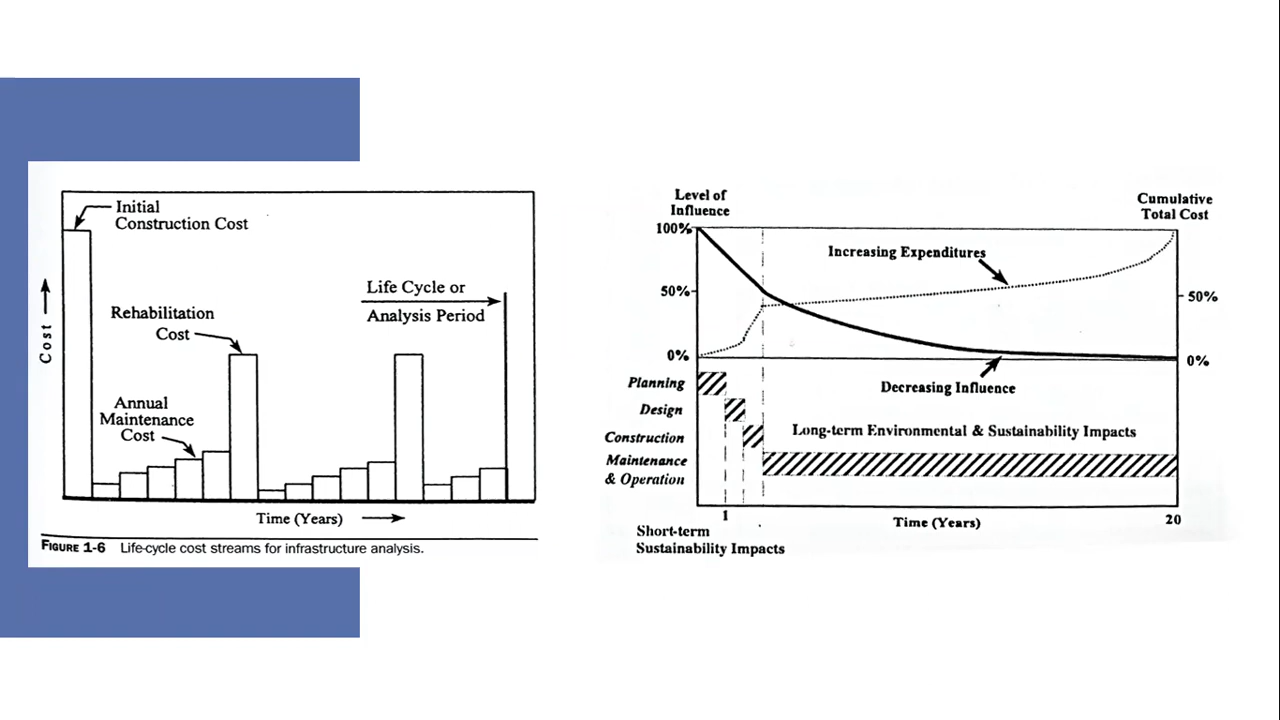 Initial
Construction Cost
Rehabilitation
Cost
Annual
Maintenance
Cost
Life Cycle or
Analysis Period
Cost
Time (Years)
FIGURE 1-6 Life-cycle cost streams for infrastructure analysis.
Level of
Influence
Cumulative
Total Cost
100%
Increasing Expenditures
50%
50%
0%
0%
Decreasing Influence
Planning
Design
Construction
Maintenance
& Operation
Long-term Environmental & Sustainability Impacts
1
Time (Years)
20
Short-term
Sustainability Impacts